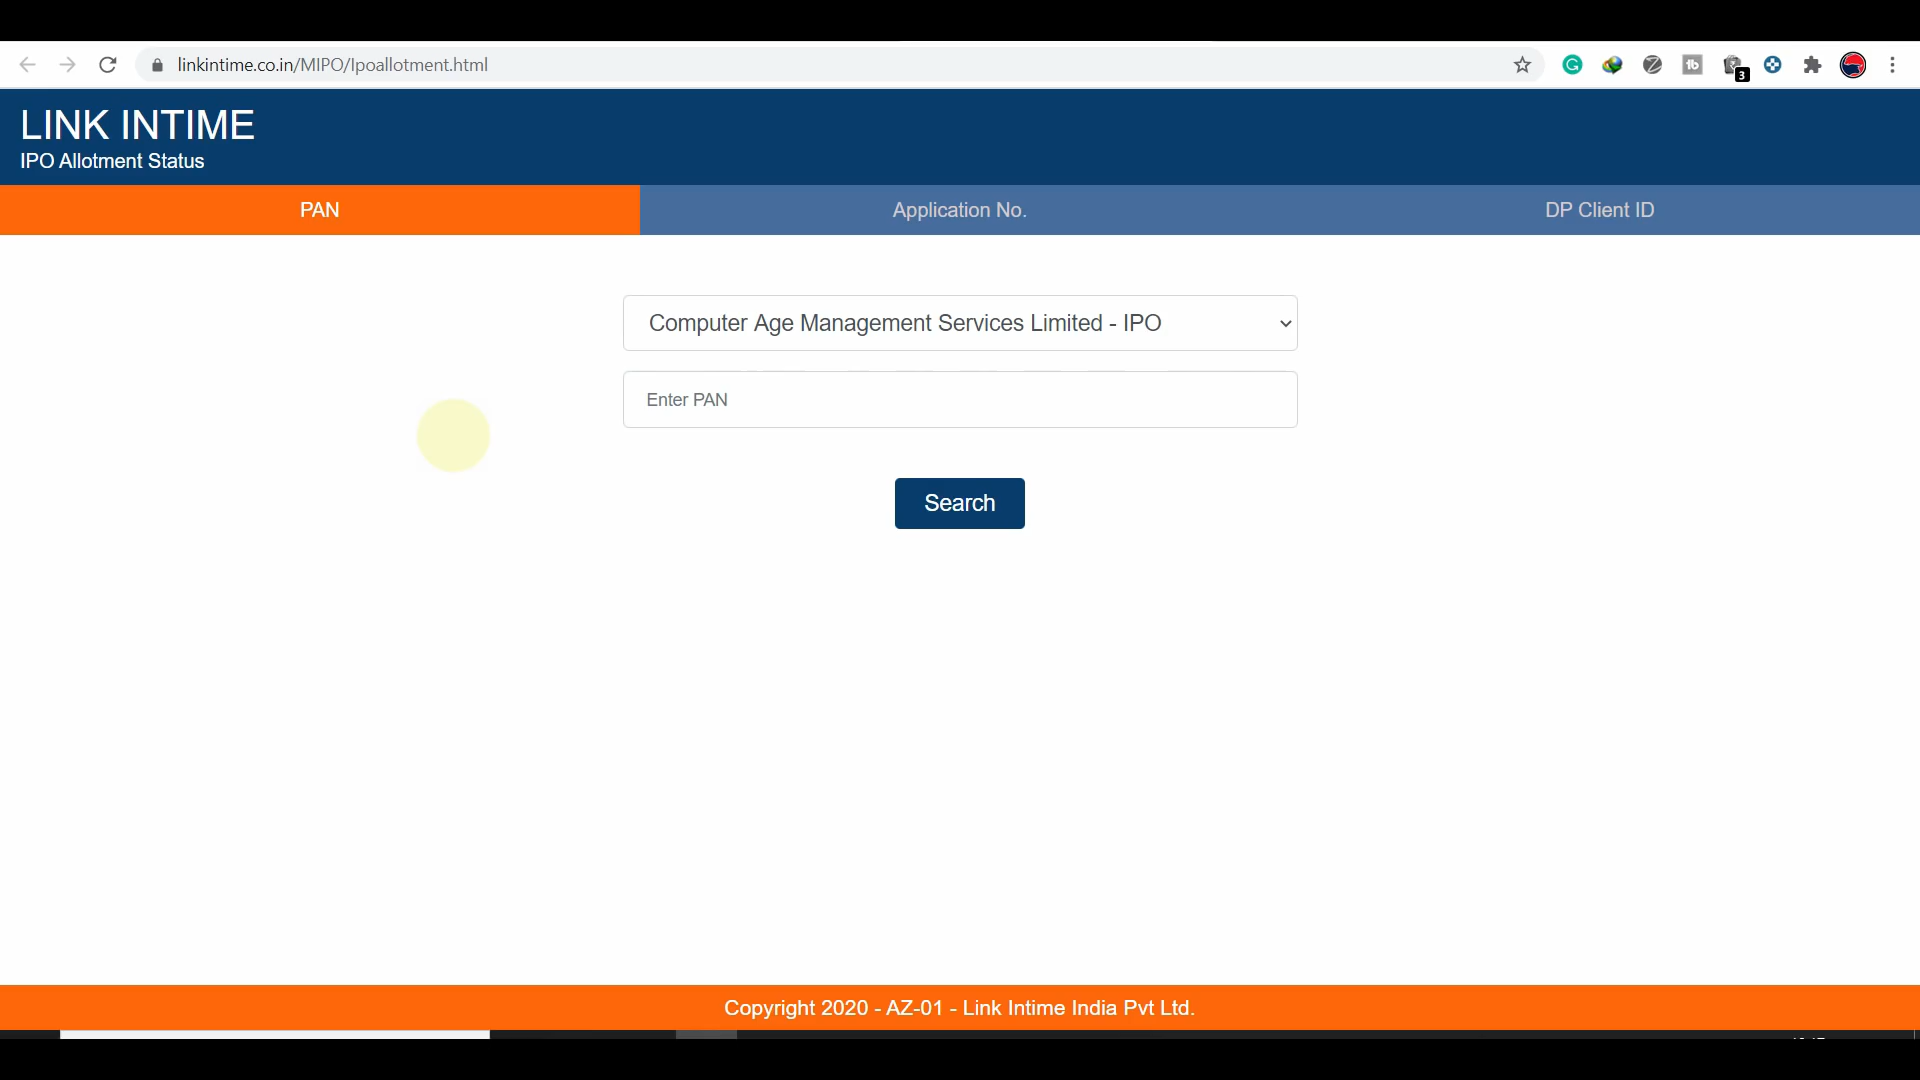 linkintime.co.in/MIPO/Ipoallotment.html
3
LINK INTIME
IPO Allotment Status
PAN
Application No.
DP Client ID
Computer Age Management Services Limited - IPO
Enter PAN
Search
Copyright 2020 - AZ-01 - Link Intime India Pvt Ltd.